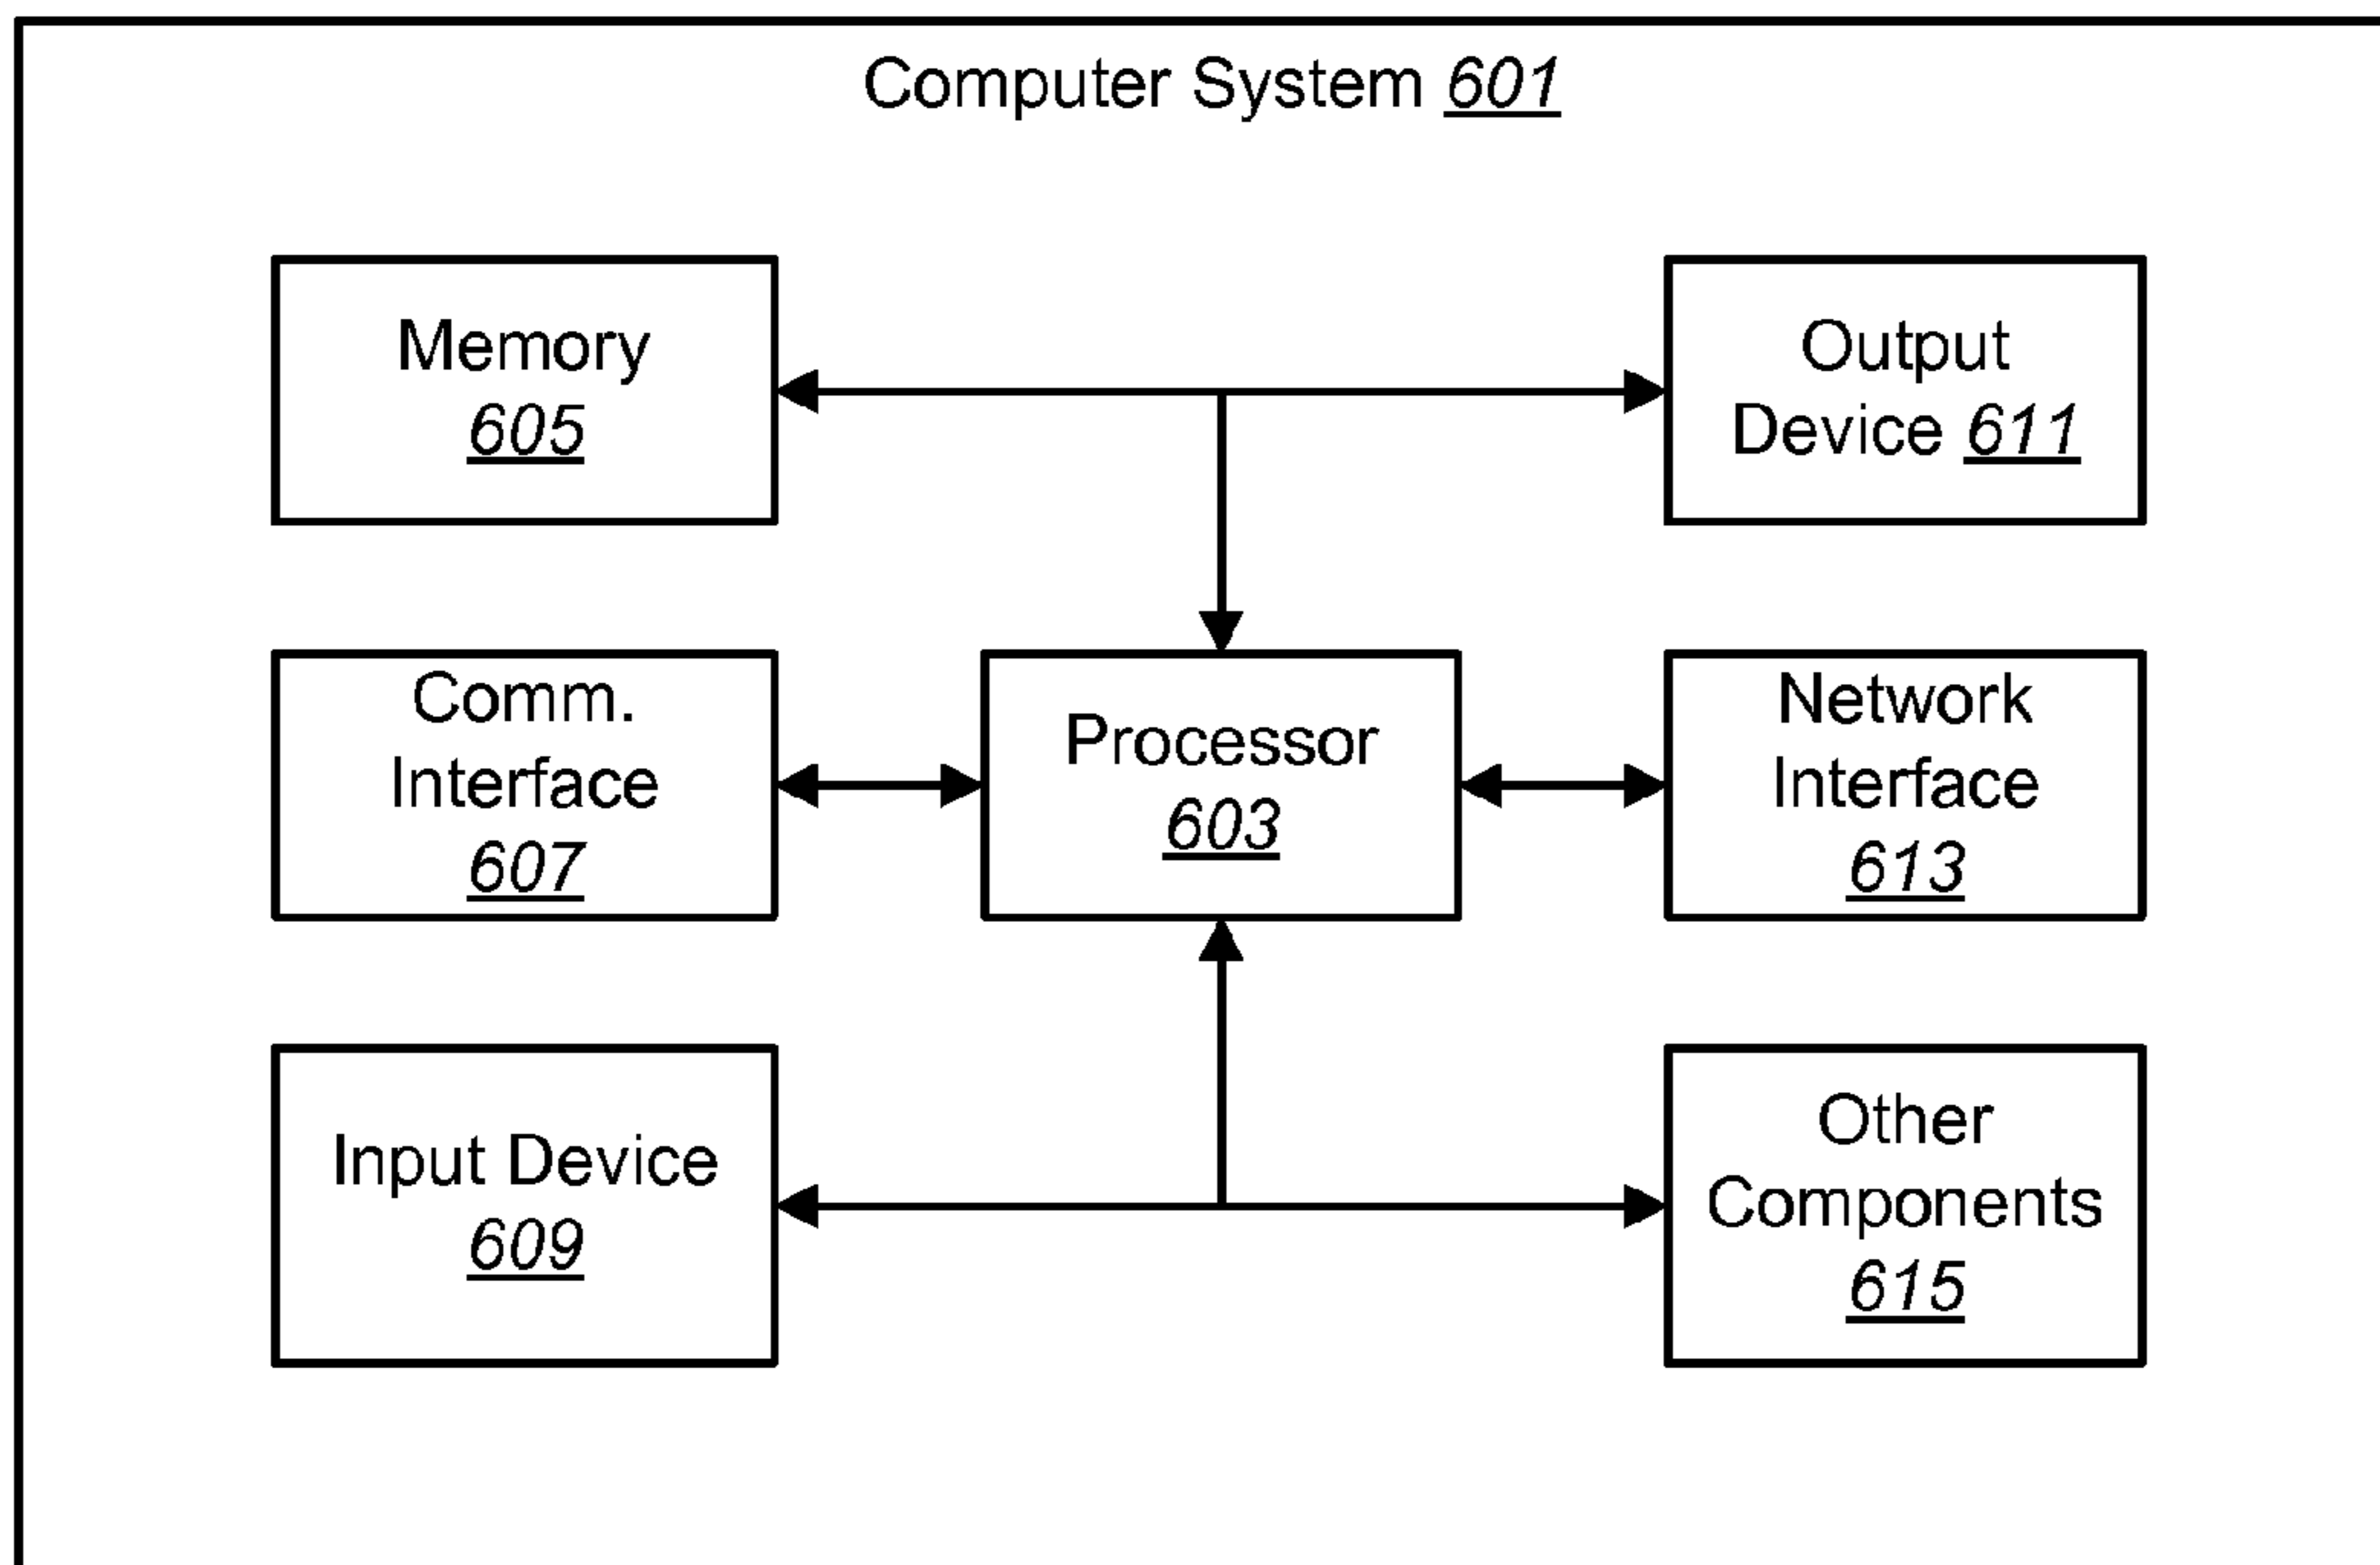 Computer System 601
Memory
605
Output
Device 611
Comm.
Interface
607
Processor
603
Network
Interface
613
Input Device
609
Other
Components
615